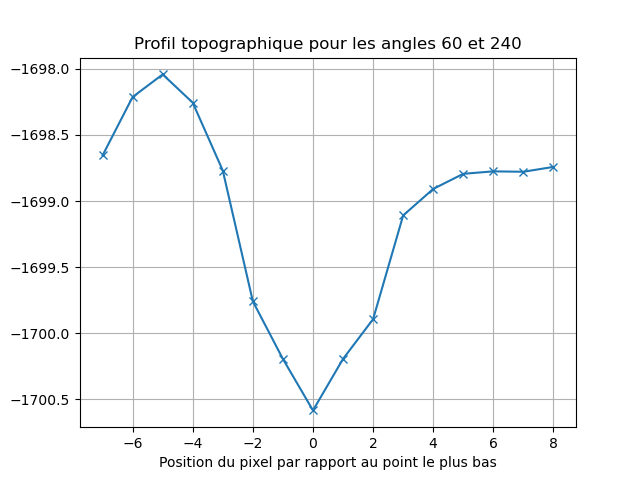 Profil topographique pour les angles 60 et 240
−1698.0
−1698.5
−1699.0
−1699.5
−1700.0
−1700.5
−6 −4 −2 0 2 4 6 8
Position du pixel par rapport au point le plus bas